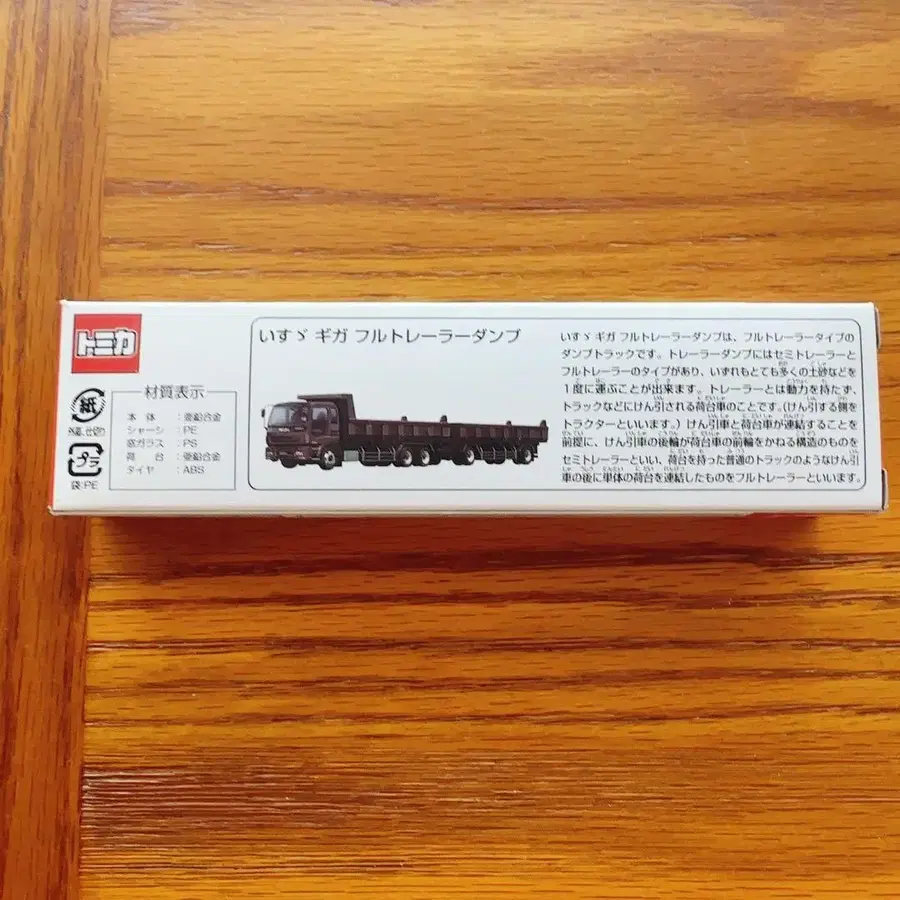 トミカ
紙
外箱、仕切り
プラ
袋:PE
材質表示
本 体 : 亜鉛合金
シャーシ : PE
窓ガラス : PS
荷 台 : 亜鉛合金
タイヤ : ABS
いすゞ ギガ フルトレーラーダンプ
いすゞ ギガ フルトレーラーダンプは、フルトレーラータイプの
ダンプトラックです。トレーラーダンプにはセミトレーラーと
フルトレーラーのタイプがあり、いずれもとても多くの土砂などを
1度に運ぶことが出来ます。トレーラーとは動力を持たず、
トラックなどにけん引される荷台車のことです。(けん引する側を
トラクターといいます。)けん引車と荷台車が連結することを
前提に、けん引車の後輪が荷台車の前輪をかねる構造のものを
セミトレーラーといい、荷台を持った普通のトラックのようなけん引
車の後に単体の荷台を連結したものをフルトレーラーといいます。